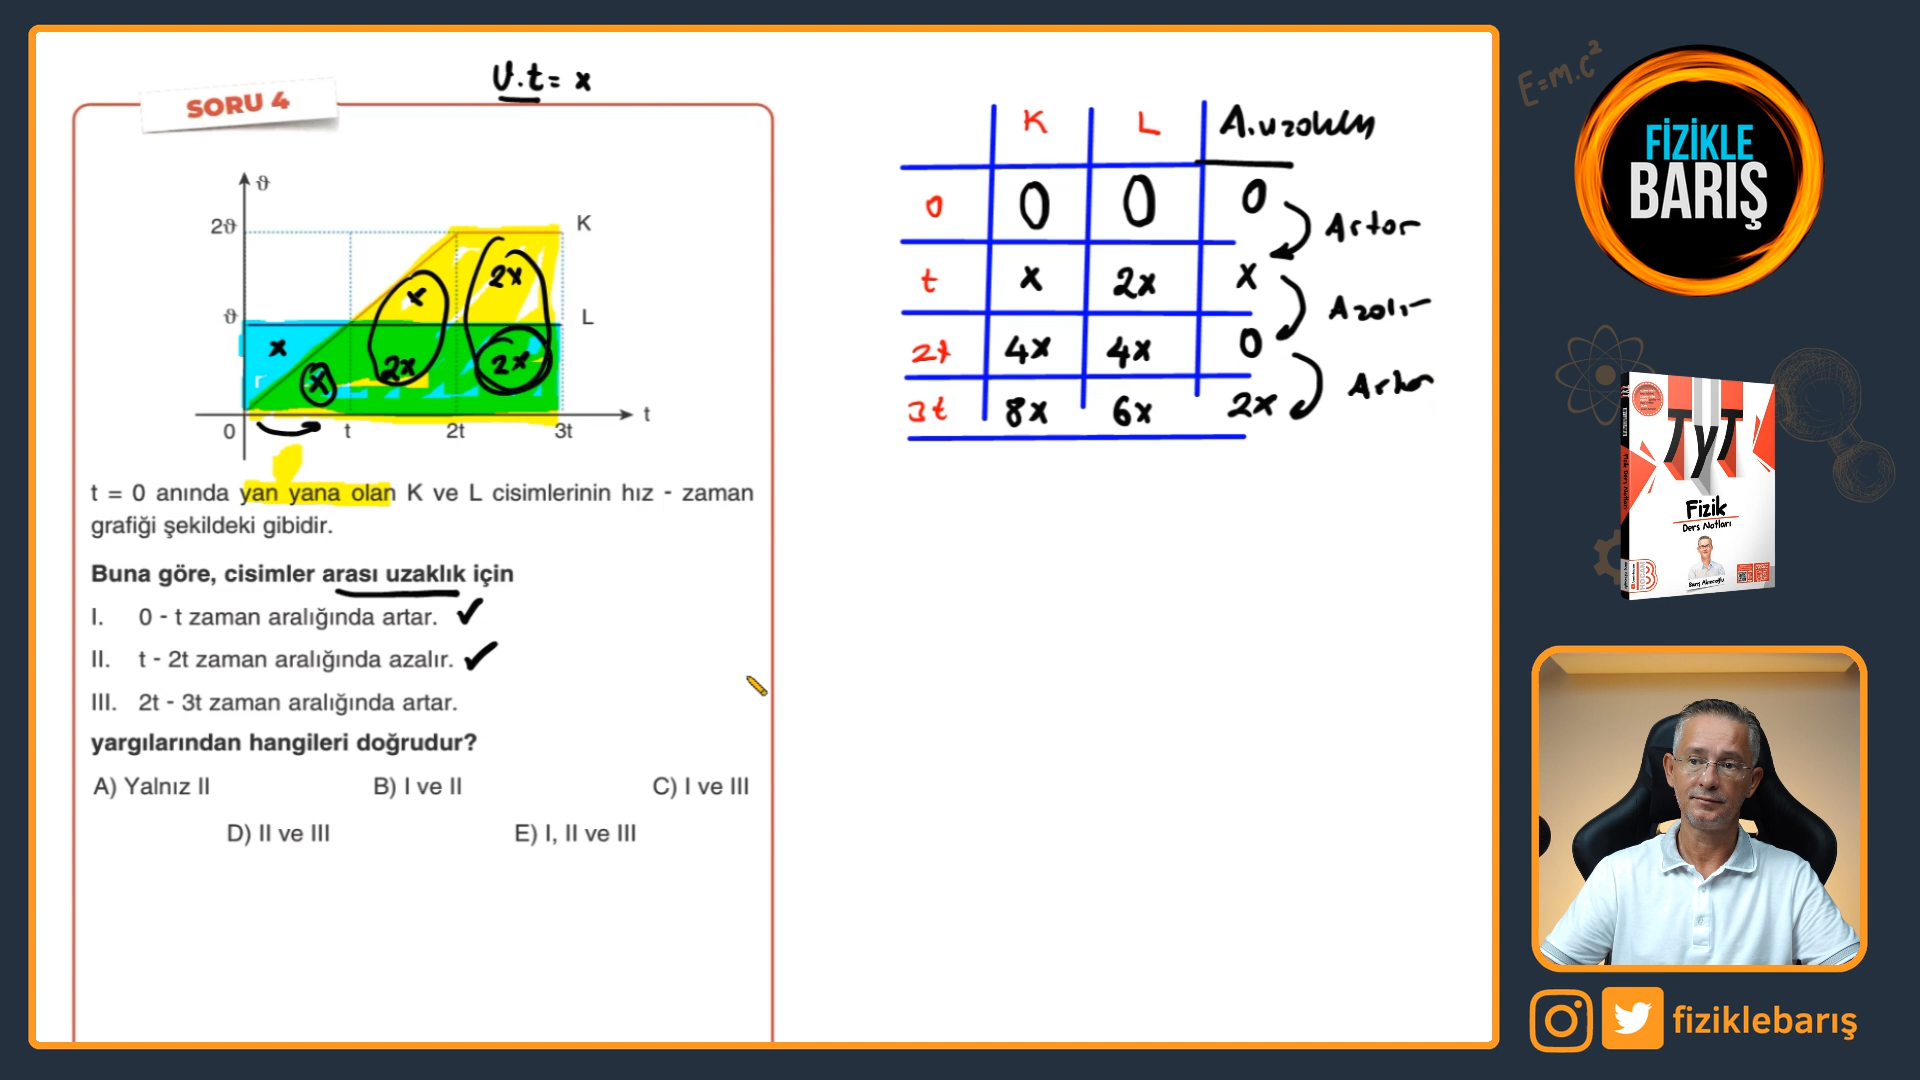 ϑ.t = x
SORU 4
ϑ
2ϑ
K
ϑ
L
x
x
x
2x
2x
2x
0
t
2t
3t
t
t = 0 anında yan yana olan K ve L cisimlerinin hız - zaman
grafiği şekildeki gibidir.
Buna göre, cisimler arası uzaklık için
I. 0 - t zaman aralığında artar. ✓
II. t - 2t zaman aralığında azalır. ✓
III. 2t - 3t zaman aralığında artar.
yargılarından hangileri doğrudur?
A) Yalnız II B) I ve II C) I ve III
D) II ve III E) I, II ve III
K L A.uzaklık
0 0 0 0
Artar
t x 2x x
Azalır
2t 4x 4x 0
Artar
3t 8x 6x 2x
E=m.c²
FİZİKLE
BARIŞ
TYT
Fizik
Ders Notları
fiziklebarış